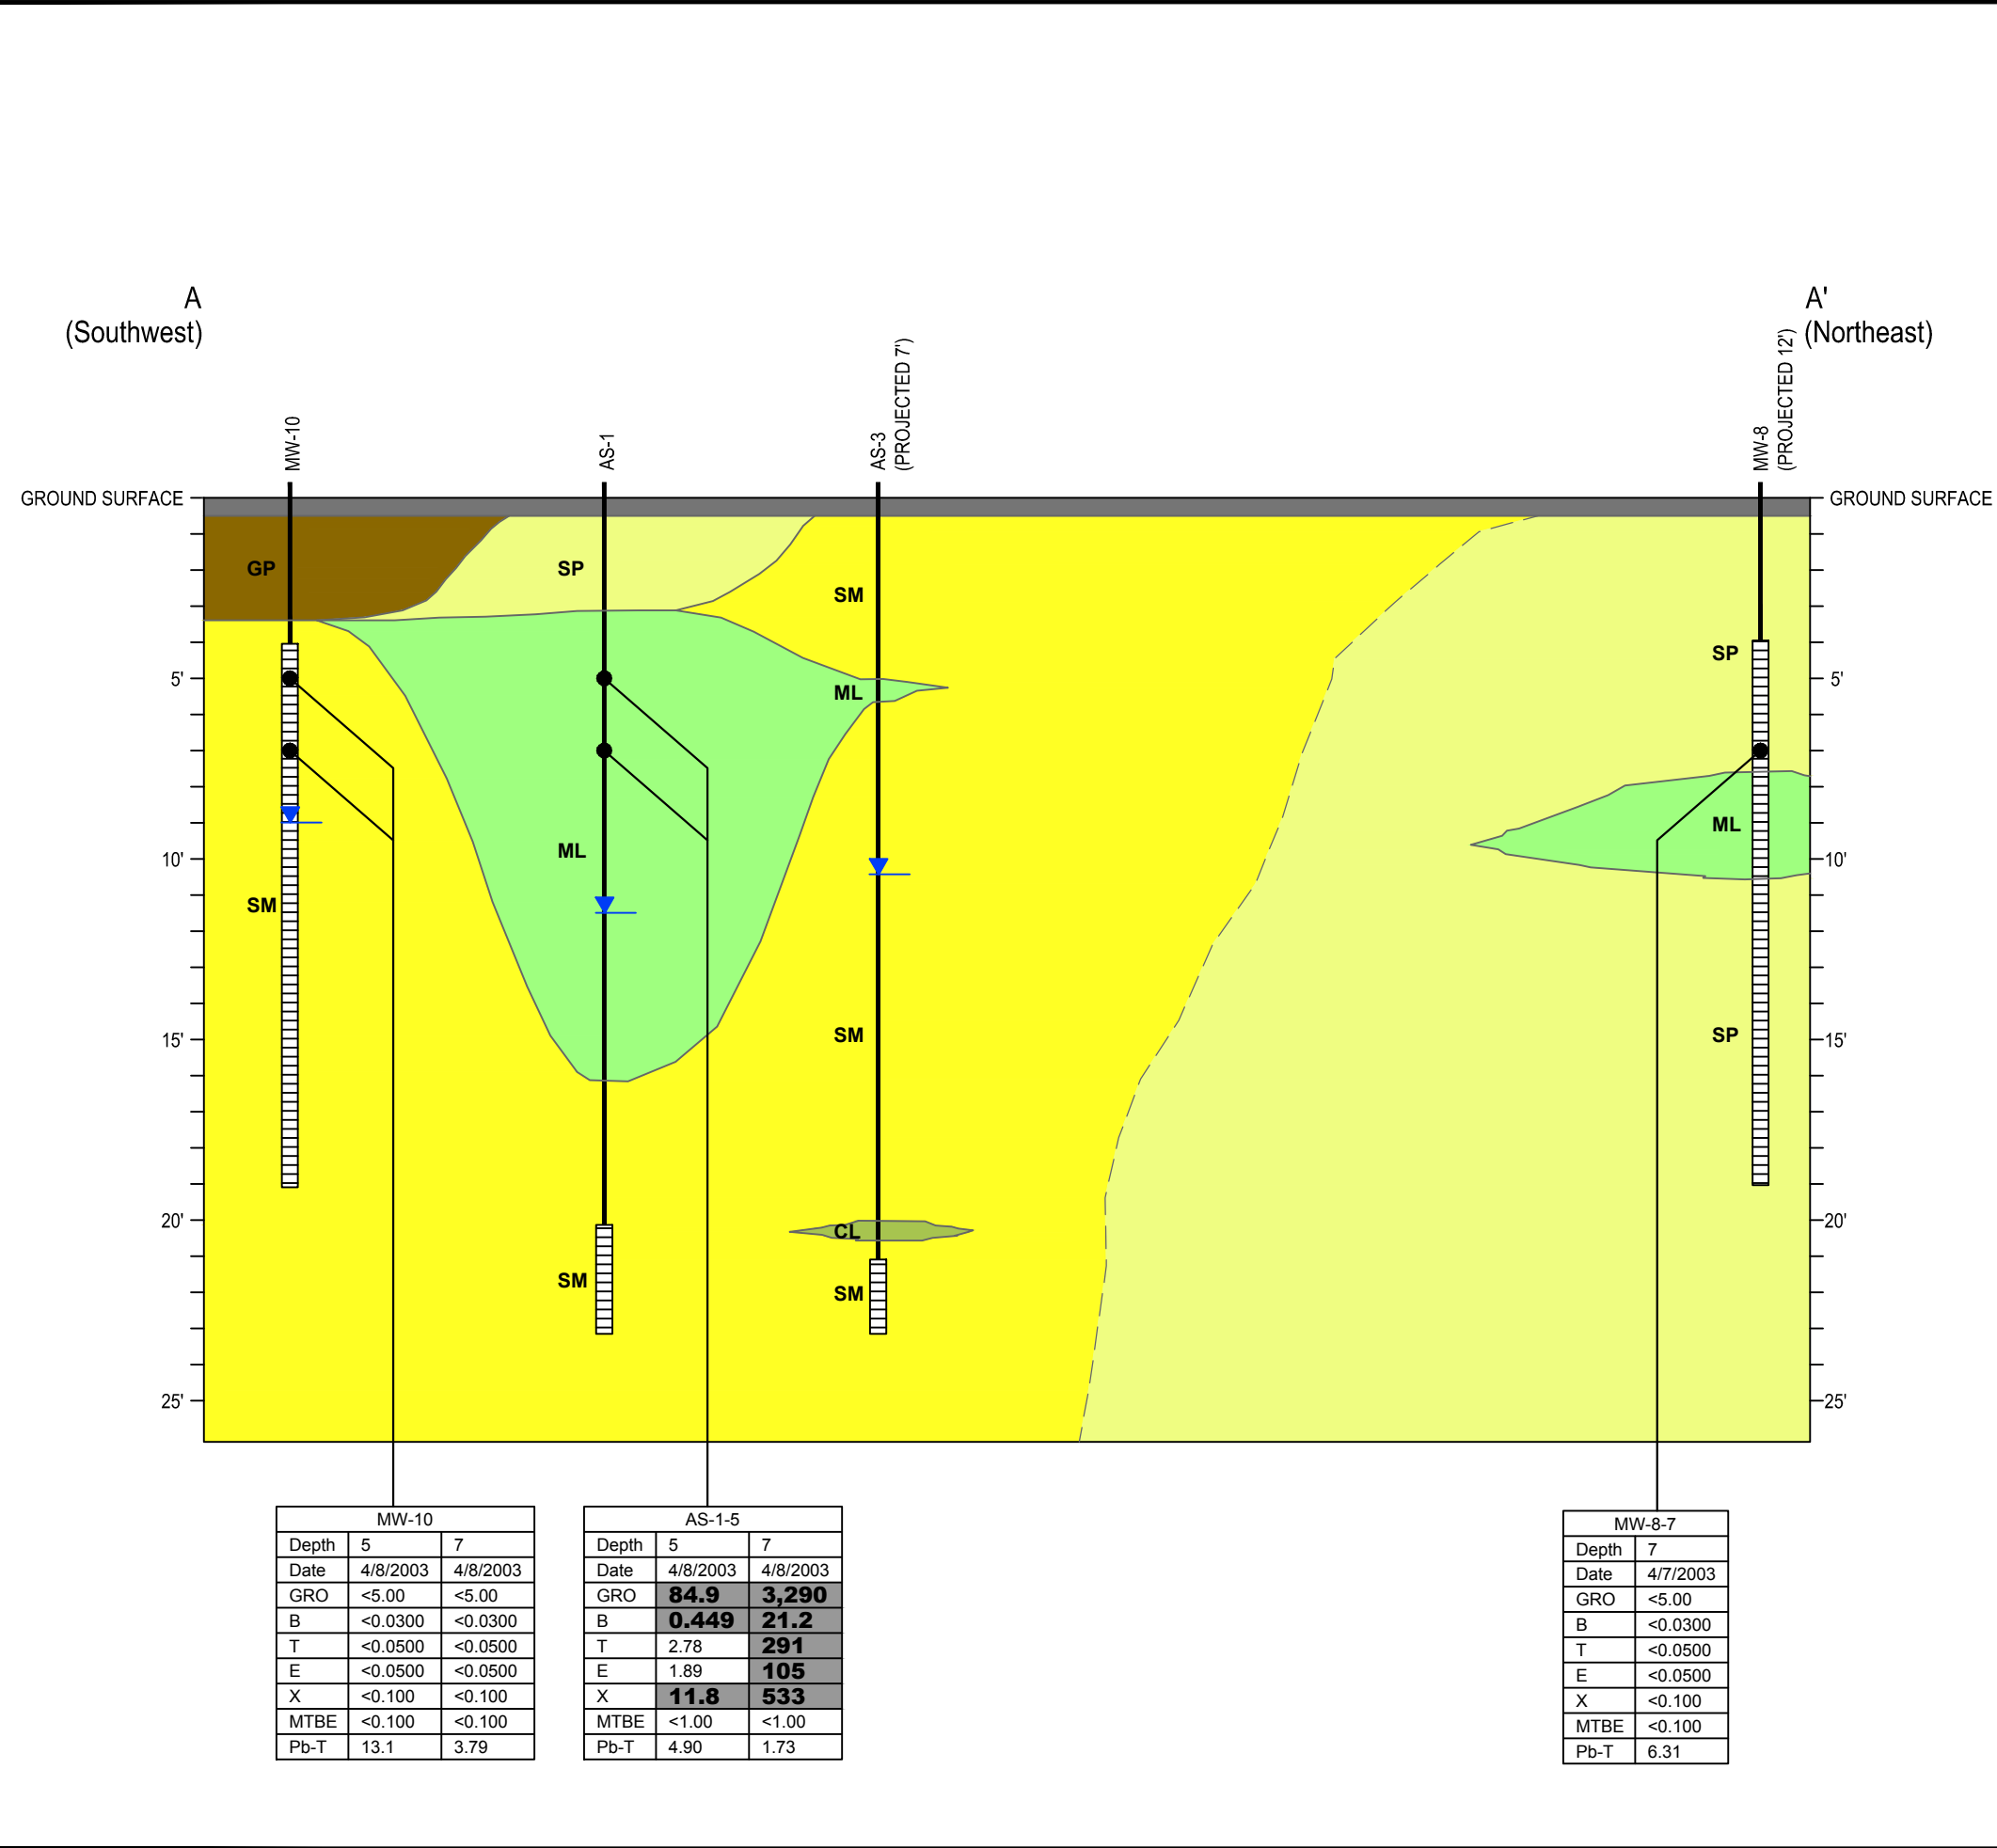 A
(Southwest)
A'
(Northeast)
MW-10
AS-1
AS-3
(PROJECTED 7')
MW-8
(PROJECTED 12')
GROUND SURFACE
GROUND SURFACE
GP
SP
SM
SP
5'
ML
5'
ML
ML
10'
10'
SM
15'
SM
SP
15'
20'
CL
20'
SM
SM
25'
25'
MW-10
Depth 5 7
Date 4/8/2003 4/8/2003
GRO <5.00 <5.00
B <0.0300 <0.0300
T <0.0500 <0.0500
E <0.0500 <0.0500
X <0.100 <0.100
MTBE <0.100 <0.100
Pb-T 13.1 3.79
AS-1-5
Depth 5 7
Date 4/8/2003 4/8/2003
GRO 84.9 3,290
B 0.449 21.2
T 2.78 291
E 1.89 105
X 11.8 533
MTBE <1.00 <1.00
Pb-T 4.90 1.73
MW-8-7
Depth 7
Date 4/7/2003
GRO <5.00
B <0.0300
T <0.0500
E <0.0500
X <0.100
MTBE <0.100
Pb-T 6.31